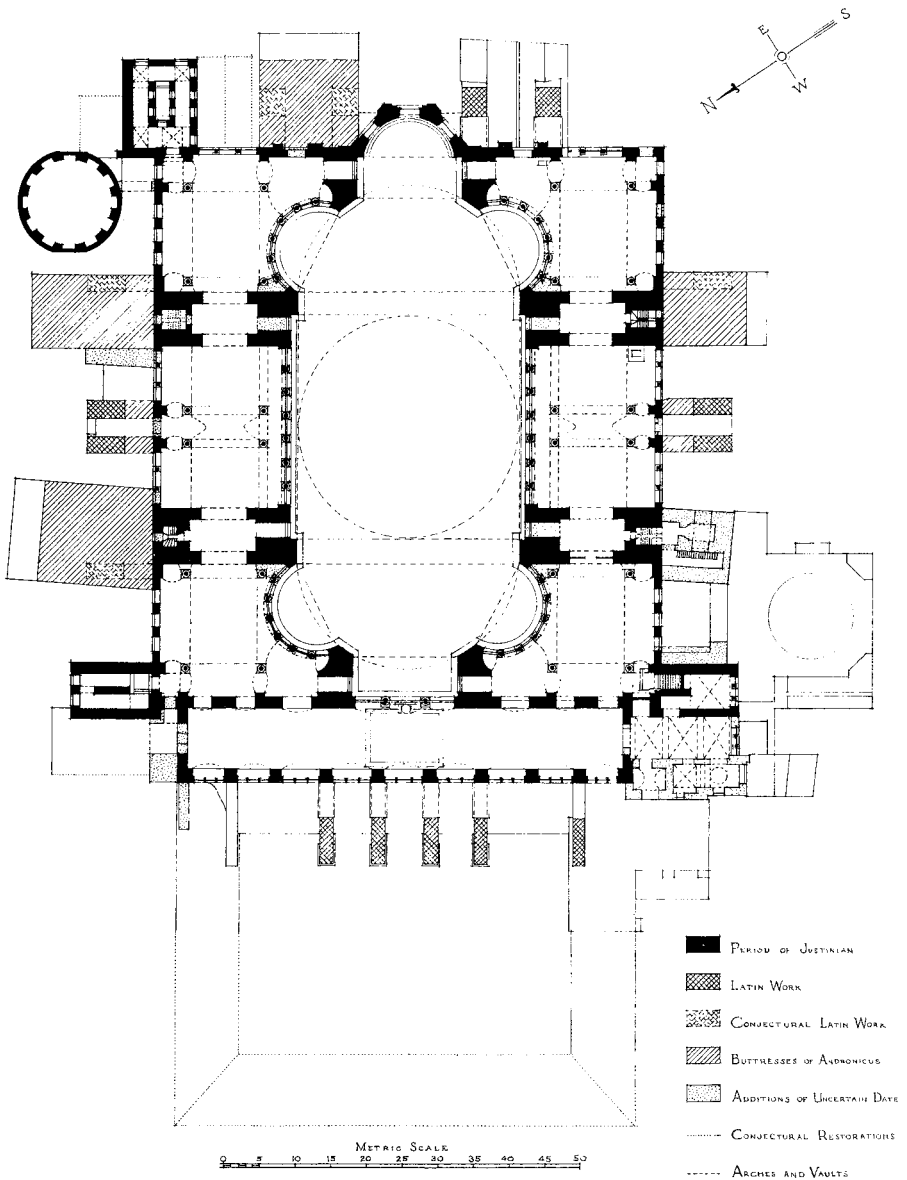 E
S
N
W
PERIOD OF JUSTINIAN
LATIN WORK
CONJECTURAL LATIN WORK
BUTTRESSES OF ANDRONICUS
ADDITIONS OF UNCERTAIN DATE
CONJECTURAL RESTORATIONS
ARCHES AND VAULTS
METRIC SCALE
0 5 10 15 20 25 30 35 40 45 50